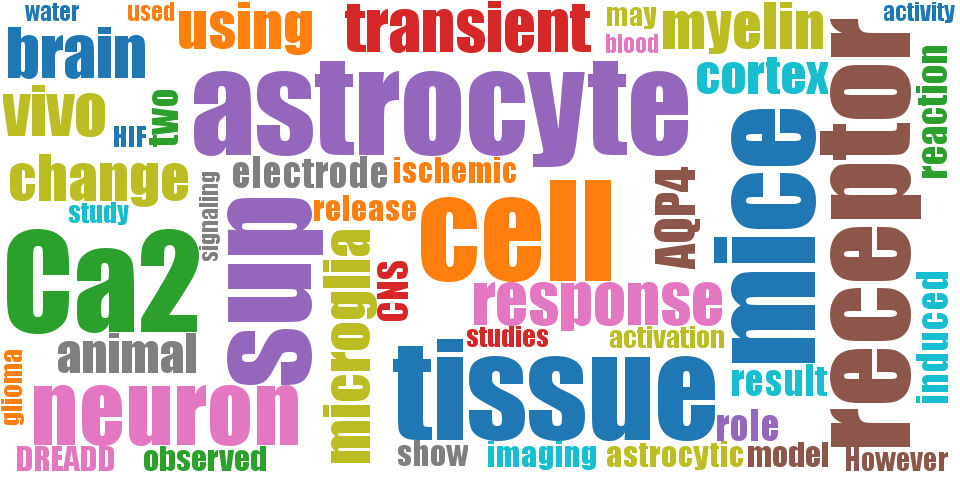 water
used
using
transient
may
myelin
activity
brain
blood
cortex
receptor
reaction
vivo
HIF
two
astrocyte
mice
change
electrode
ischemic
AQP4
study
signaling
sup
release
cell
Ca2
microglia
CNS
response
induced
studies
activation
animal
tissue
result
glioma
neuron
role
DREADD
observed
show
imaging
astrocytic
model
However